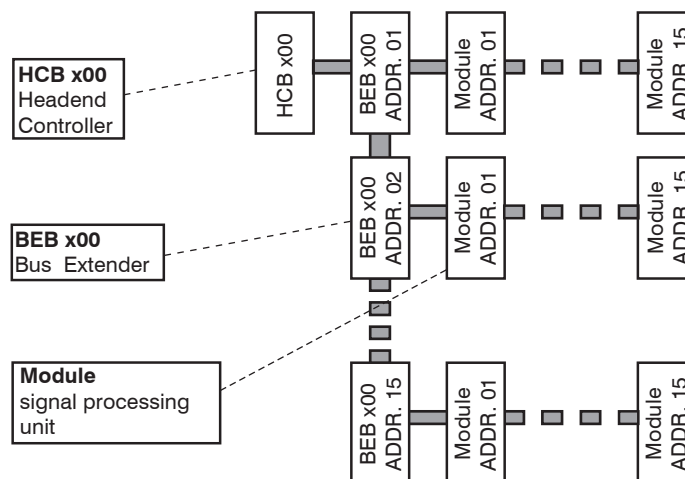 HCB x00
Headend
Controller
HCB x00
BEB x00
ADDR. 01
Module
ADDR. 01
Module
ADDR. 15
BEB x00
Bus Extender
BEB x00
ADDR. 02
Module
ADDR. 01
Module
ADDR. 15
Module
signal processing
unit
BEB x00
ADDR. 15
Module
ADDR. 01
Module
ADDR. 15